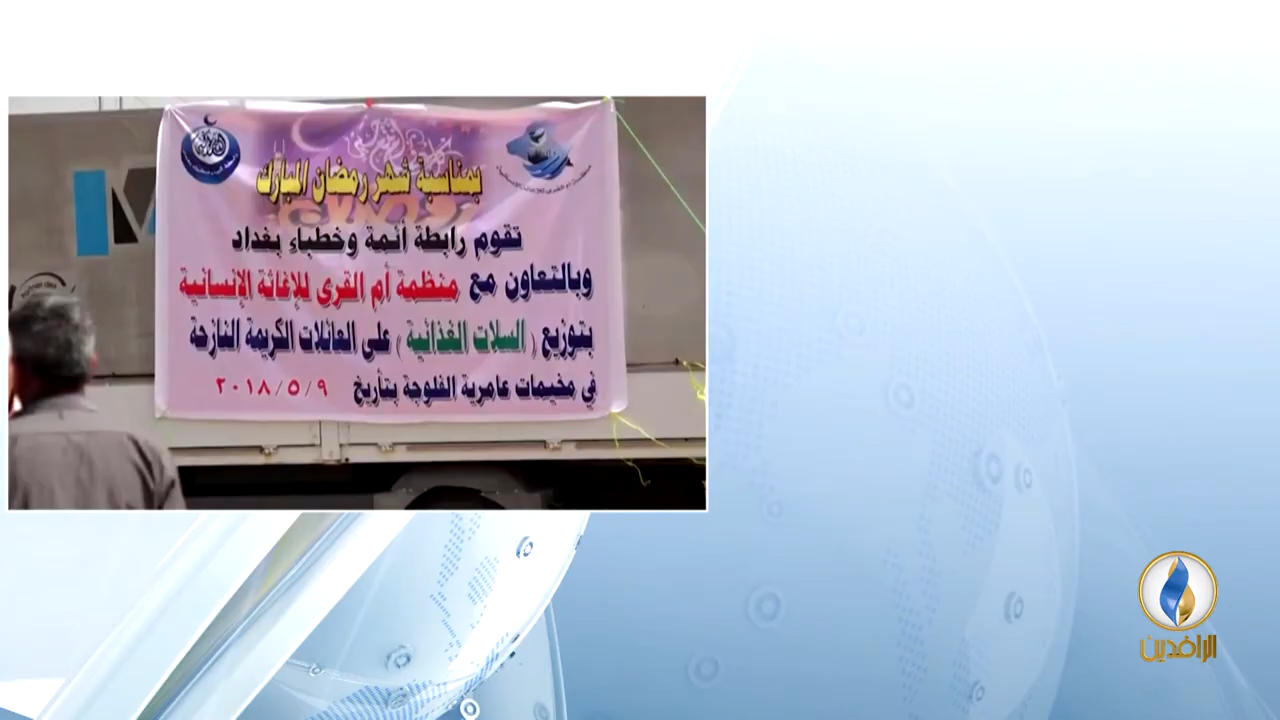 بمناسبة شهر رمضان المبارك
تقوم رابطة أئمة وخطباء بغداد
وبالتعاون مع منظمة أم القرى للإغاثة الإنسانية
بتوزيع ( السلات الغذائية ) على العائلات الكريمة النازحة
في مخيمات عامرية الفلوجة بتأريخ ٢٠١٨/٥/٩
الرافدين